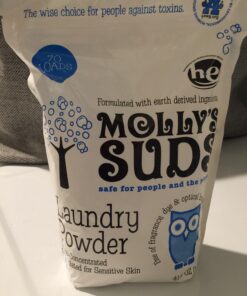 The wise choice for people against toxins.
70
LOADS
he
Formulated with earth derived
MOLLY'S
SUDS
safe for people and the
Laundry
Powder
Concentrated
for Sensitive Skin
free of fragrance, dye & optical